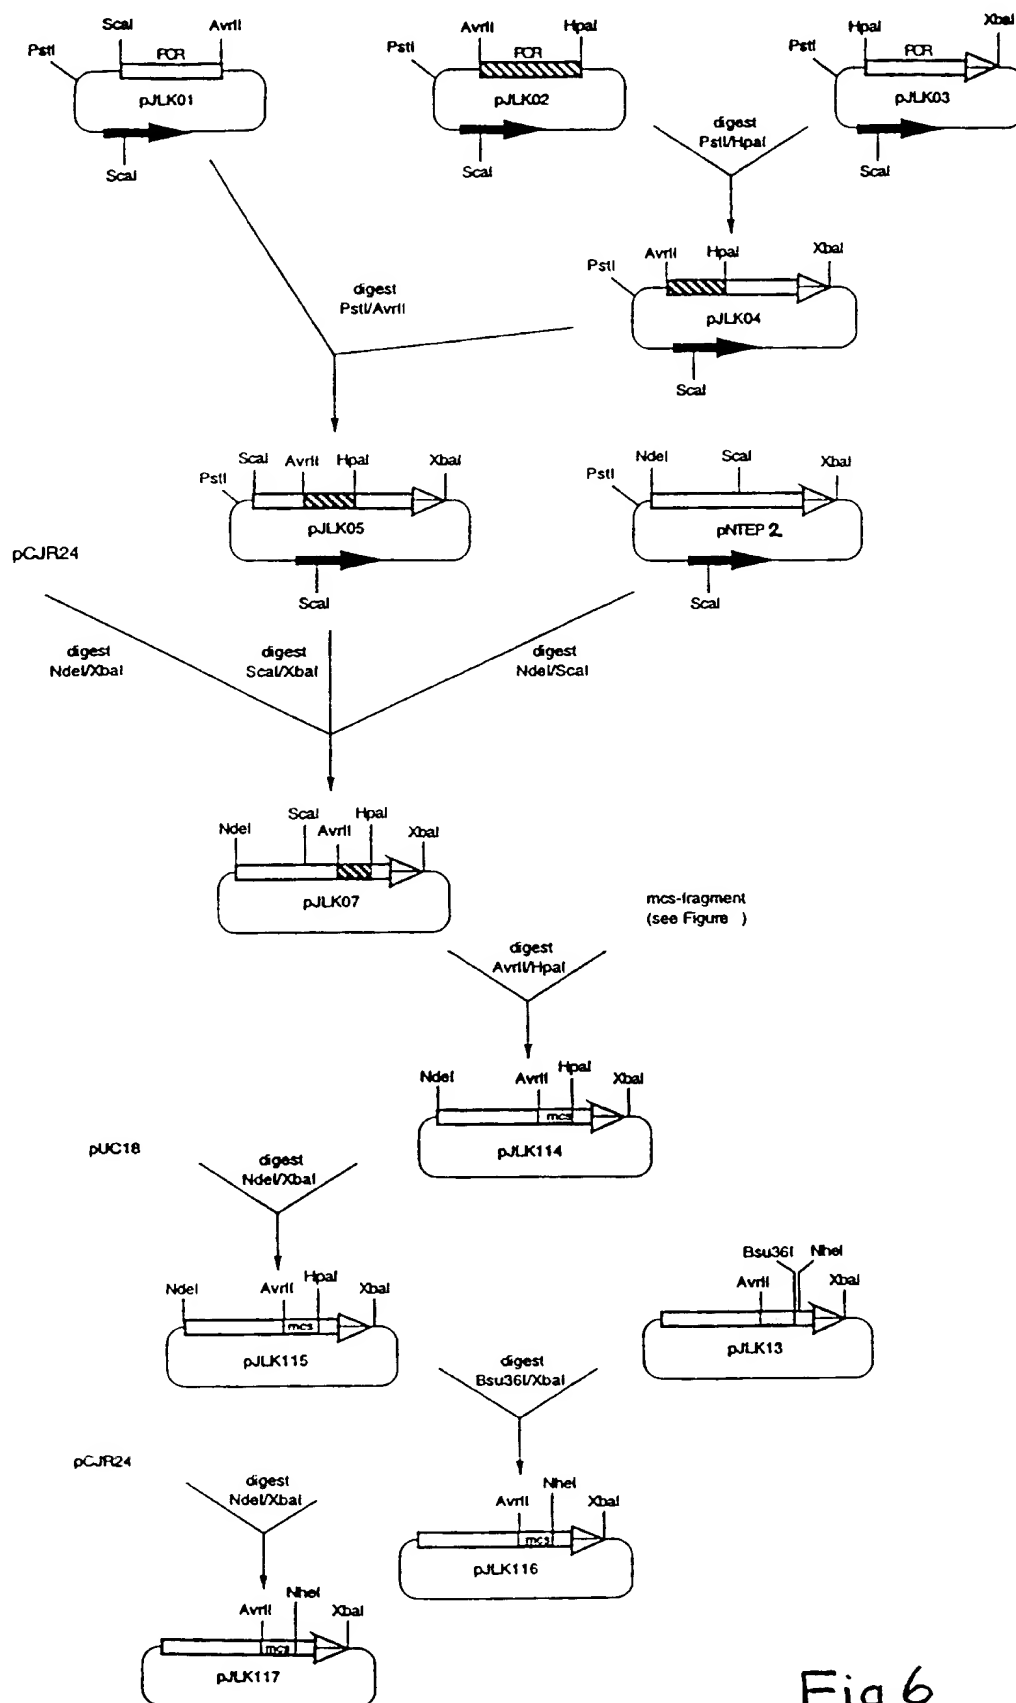 ScaI
AvrII
PstI
PCR
pJLK01
ScaI
AvrII
HpaI
PstI
PCR
pJLK02
ScaI
HpaI
XbaI
PstI
PCR
pJLK03
ScaI
digest
PstI/HpaI
AvrII
HpaI
XbaI
PstI
pJLK04
ScaI
digest
PstI/AvrII
ScaI
AvrII
HpaI
XbaI
PstI
pJLK05
ScaI
NdeI
ScaI
XbaI
PstI
pNTEP2
ScaI
pCJR24
digest
NdeI/XbaI
digest
ScaI/XbaI
digest
NdeI/ScaI
NdeI
ScaI
AvrII
HpaI
XbaI
pJLK07
mcs-fragment
(see Figure )
digest
AvrII/HpaI
NdeI
AvrII
HpaI
XbaI
mcs
pJLK114
pUC18
digest
NdeI/XbaI
NdeI
AvrII
HpaI
XbaI
mcs
pJLK115
Bsu36I
NheI
AvrII
XbaI
pJLK13
digest
Bsu36I/XbaI
pCJR24
digest
NdeI/XbaI
AvrII
NheI
XbaI
mcs
pJLK116
AvrII
NheI
XbaI
mcs
pJLK117
Fig 6